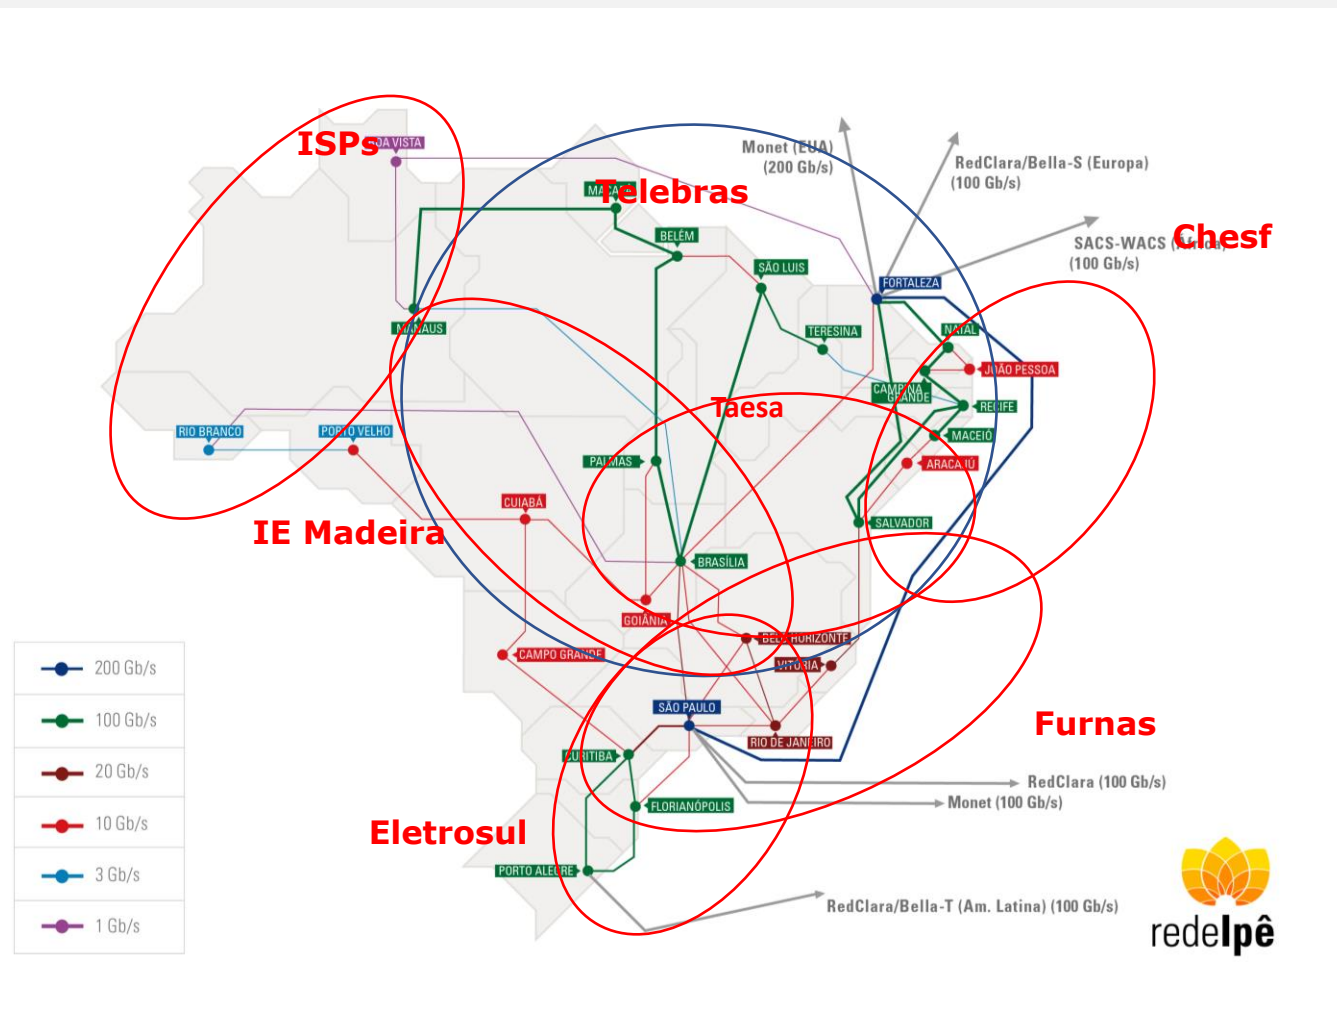 ISPs
OA VISTA
Monet (EUA)
(200 Gb/s)
RedClara/Bella-S (Europa)
(100 Gb/s)
Telebras
SACS-WACS (África)
(100 Gb/s)
Chesf
BELÉM
SÃO LUIS
FORTALEZA
MANAUS
TERESINA
NATAL
JOÃO PESSOA
CAMPINA
GRANDE
RECIFE
Taesa
RIO BRANCO
PORTO VELHO
MACEIÓ
PALMAS
ARACAJÚ
CUIABÁ
SALVADOR
IE Madeira
BRASÍLIA
GOIÂNIA
BELO HORIZONTE
CAMPO GRANDE
VITÓRIA
200 Gb/s
SÃO PAULO
100 Gb/s
Furnas
RIO DE JANEIRO
CURITIBA
20 Gb/s
RedClara (100 Gb/s)
Monet (100 Gb/s)
FLORIANÓPOLIS
10 Gb/s
Eletrosul
PORTO ALEGRE
3 Gb/s
RedClara/Bella-T (Am. Latina) (100 Gb/s)
1 Gb/s
redeIpê